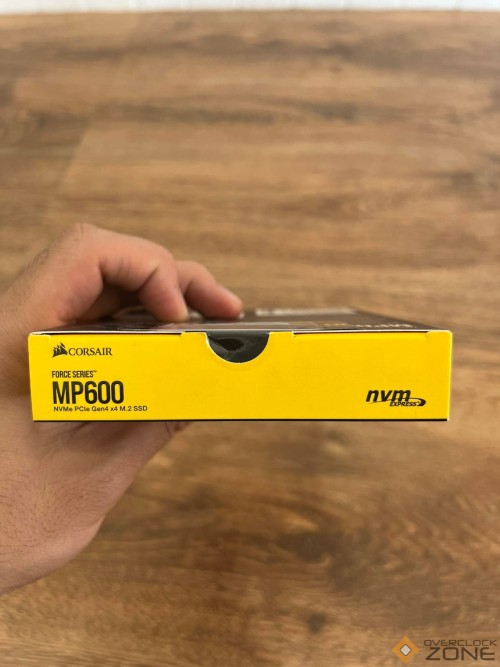 CORSAIR
FORCE SERIES™
MP600
NVMe PCIe Gen4 x4 M.2 SSD
nvm
EXPRESS
OVERCLOCK
ZONE